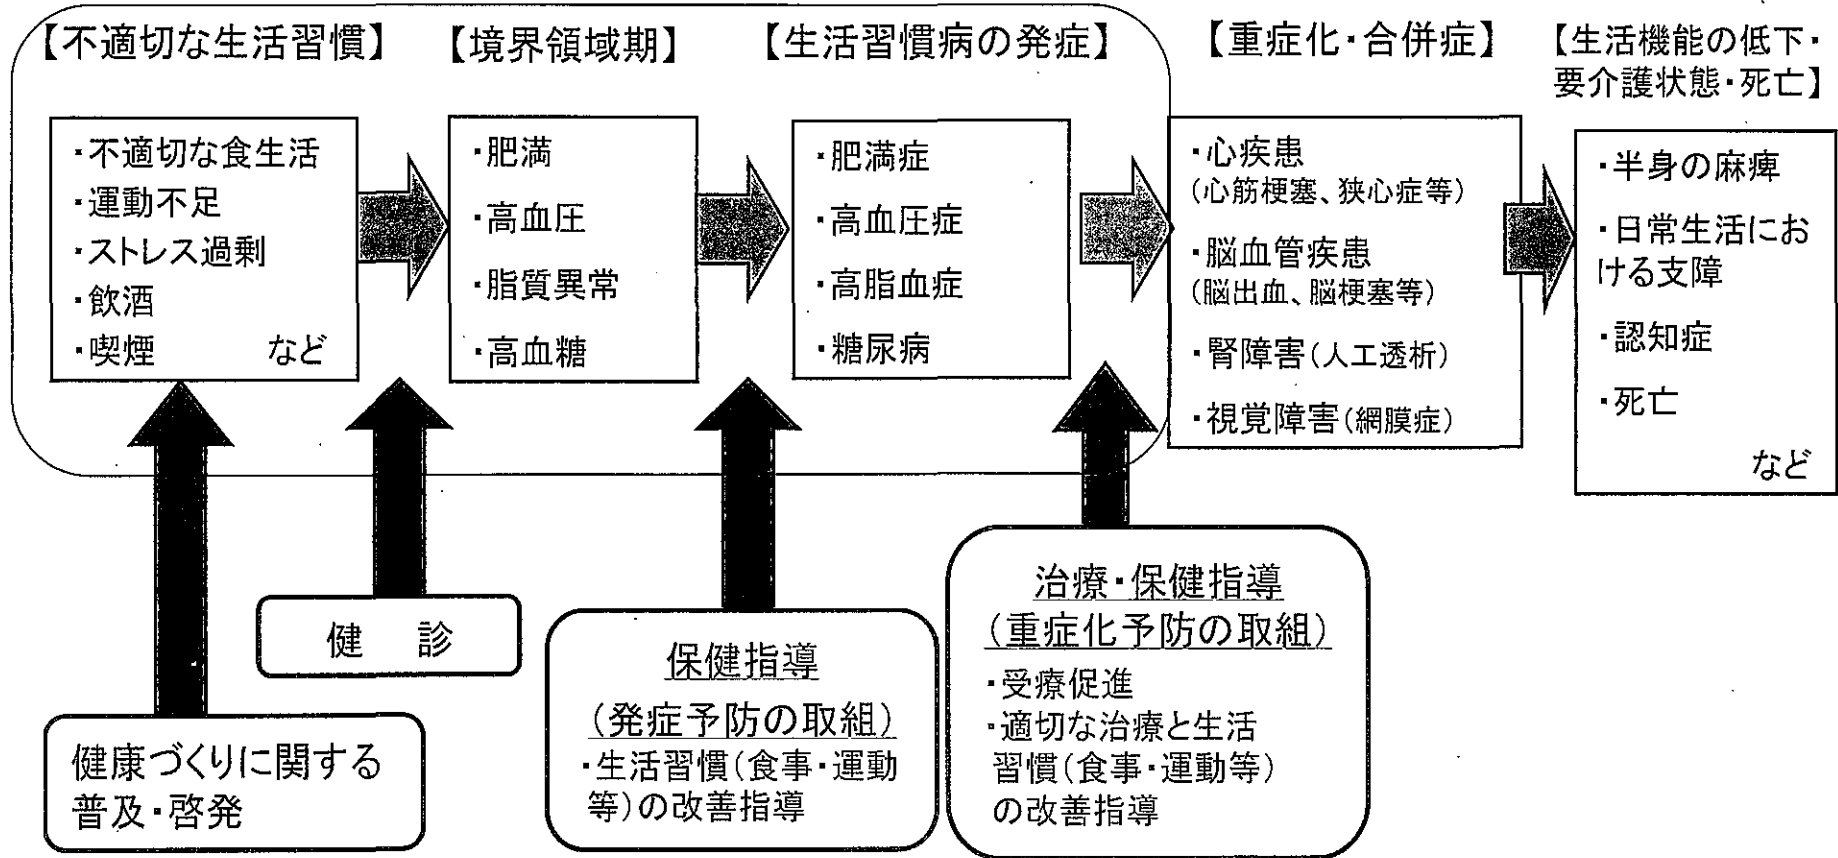 【不適切な生活習慣】
【境界領域期】
【生活習慣病の発症】
【重症化・合併症】
【生活機能の低下・
要介護状態・死亡】
・不適切な食生活
・運動不足
・ストレス過剰
・飲酒
・喫煙 など
・肥満
・高血圧
・脂質異常
・高血糖
・肥満症
・高血圧症
・高脂血症
・糖尿病
・心疾患
(心筋梗塞、狭心症等)
・脳血管疾患
(脳出血、脳梗塞等)
・腎障害(人工透析)
・視覚障害(網膜症)
・半身の麻痺
・日常生活にお
ける支障
・認知症
・死亡
など
健康づくりに関する
普及・啓発
健 診
保健指導
(発症予防の取組)
・生活習慣(食事・運動
等)の改善指導
治療・保健指導
(重症化予防の取組)
・受療促進
・適切な治療と生活
習慣(食事・運動等)
の改善指導